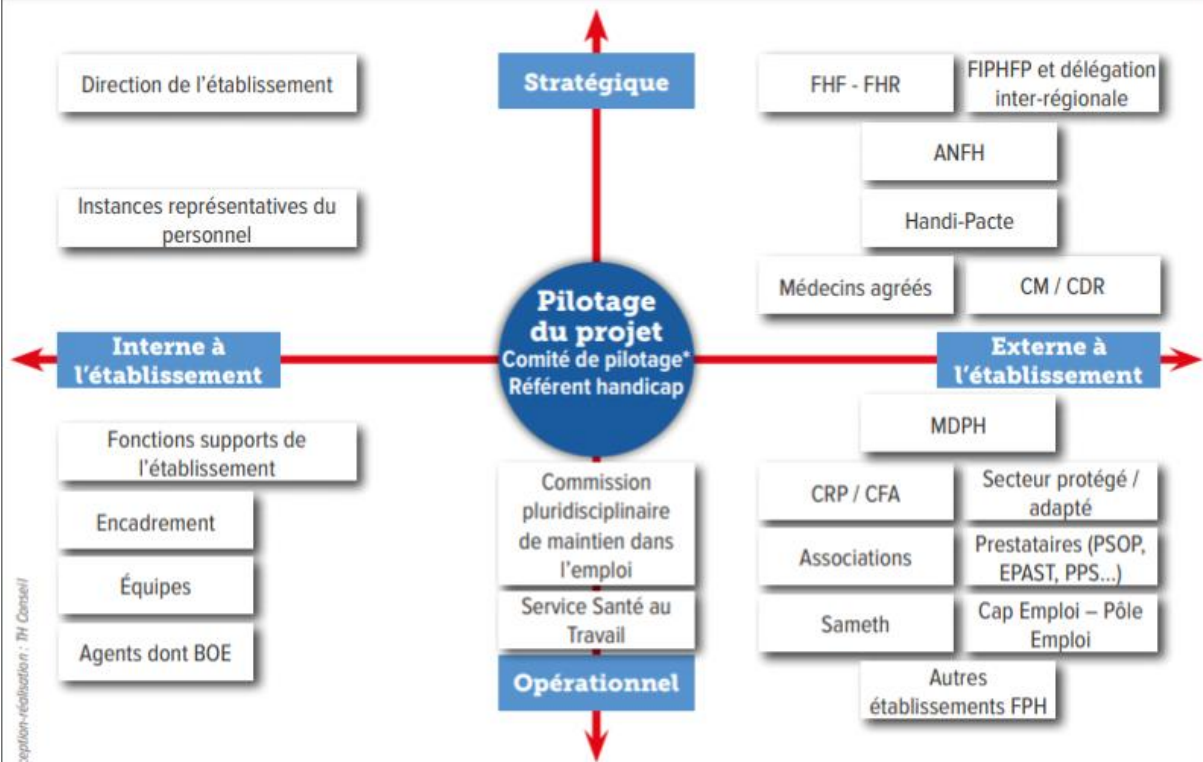 Stratégique
Direction de l'établissement
Instances représentatives du
personnel
FHF - FHR
FIPHFP et délégation
inter-régionale
ANFH
Handi-Pacte
Médecins agréés
CM / CDR
Pilotage
du projet
Comité de pilotage*
Référent handicap
Interne à
l'établissement
Externe à
l'établissement
Fonctions supports de
l'établissement
Encadrement
Équipes
Agents dont BOE
Commission
pluridisciplinaire
de maintien dans
l'emploi
Service Santé au
Travail
Opérationnel
MDPH
CRP / CFA
Secteur protégé /
adapté
Associations
Prestataires (PSOP,
EPAST, PPS...)
Sameth
Cap Emploi – Pôle
Emploi
Autres
établissements FPH
ception-réalisation : TH Conseil